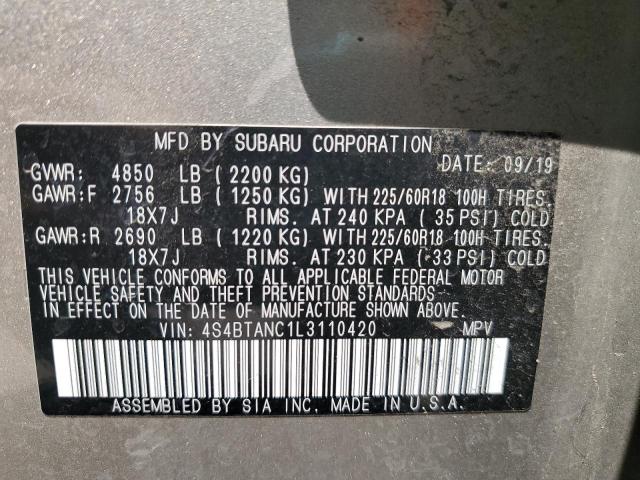 MFD BY SUBARU CORPORATION
DATE: 09/19
GVWR: 4850 LB (2200 KG)
GAWR:F 2756 LB (1250 KG) WITH 225/60R18 100H TIRES.
18X7J RIMS. AT 240 KPA (35 PSI) COLD
GAWR:R 2690 LB (1220 KG) WITH 225/60R18 100H TIRES.
18X7J RIMS. AT 230 KPA (33 PSI) COLD
THIS VEHICLE CONFORMS TO ALL APPLICABLE FEDERAL MOTOR
VEHICLE SAFETY AND THEFT PREVENTION STANDARDS
IN EFFECT ON THE DATE OF MANUFACTURE SHOWN ABOVE.
VIN: 4S4BTANC1L3110420 MPV
ASSEMBLED BY SIA INC. MADE IN U.S.A.